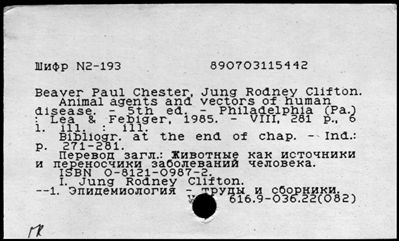 Шифр N2-193 890703115442
Beaver Paul Chester, Jung Rodney Clifton.
Animal agents and vectors of human
disease. - 5th ed. - Philadelphia (Pa.)
: Lea & Febiger, 1985. - VIII, 281 p., 6
l. ill. : ill.
Bibliogr. at the end of chap. - Ind.:
p. 271-281.
Перевод загл.: Животные как источники
и переносчики заболеваний человека.
ISBN 0-8121-0987-2.
I. Jung Rodney Clifton.
--1. Эпидемиология - труды и сборники.
616.9-036.22(082)